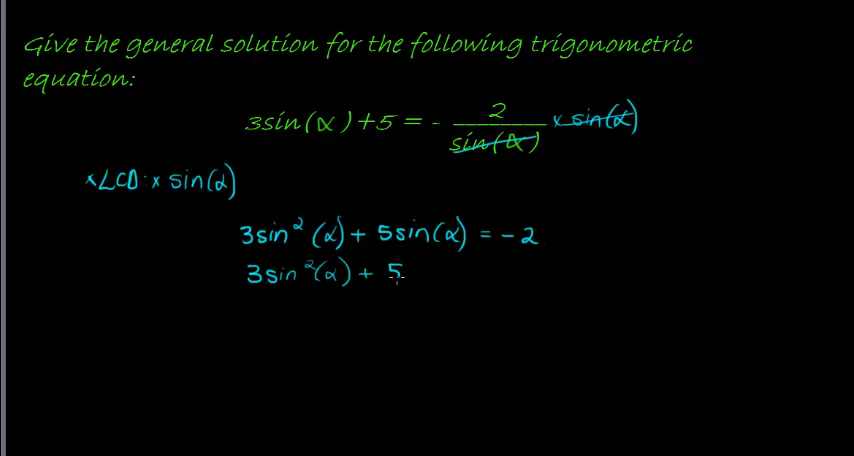 Give the general solution for the following trigonometric
equation:
3sin(α)+5 = - 2/sin(α) × sin(α)
×LCD: × sin(α)
3sin²(α) + 5sin(α) = -2
3sin²(α) + 5